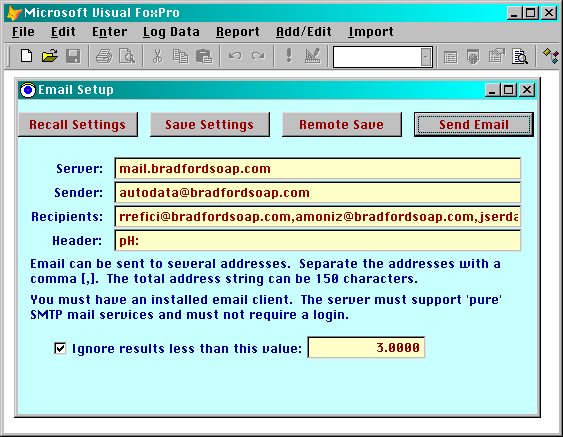 Microsoft Visual FoxPro
File Edit Enter Log Data Report Add/Edit Import
Email Setup
Recall Settings Save Settings Remote Save Send Email
Server: mail.bradfordsoap.com
Sender: autodata@bradfordsoap.com
Recipients: rrefici@bradfordsoap.com,amoniz@bradfordsoap.com,jserda
Header: pH:
Email can be sent to several addresses. Separate the addresses with a
comma [,]. The total address string can be 150 characters.
You must have an installed email client. The server must support 'pure'
SMTP mail services and must not require a login.
Ignore results less than this value: 3.0000